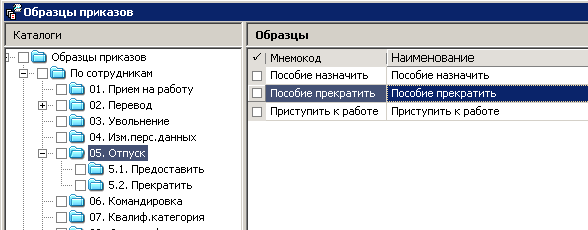 Образцы приказов
Каталоги
Образцы приказов
По сотрудникам
01. Прием на работу
02. Перевод
03. Увольнение
04. Изм.перс.данных
05. Отпуск
5.1. Предоставить
5.2. Прекратить
06. Командировка
07. Квалиф.категория
Образцы
Мнемокод Наименование
Пособие назначить Пособие назначить
Пособие прекратить Пособие прекратить
Приступить к работе Приступить к работе